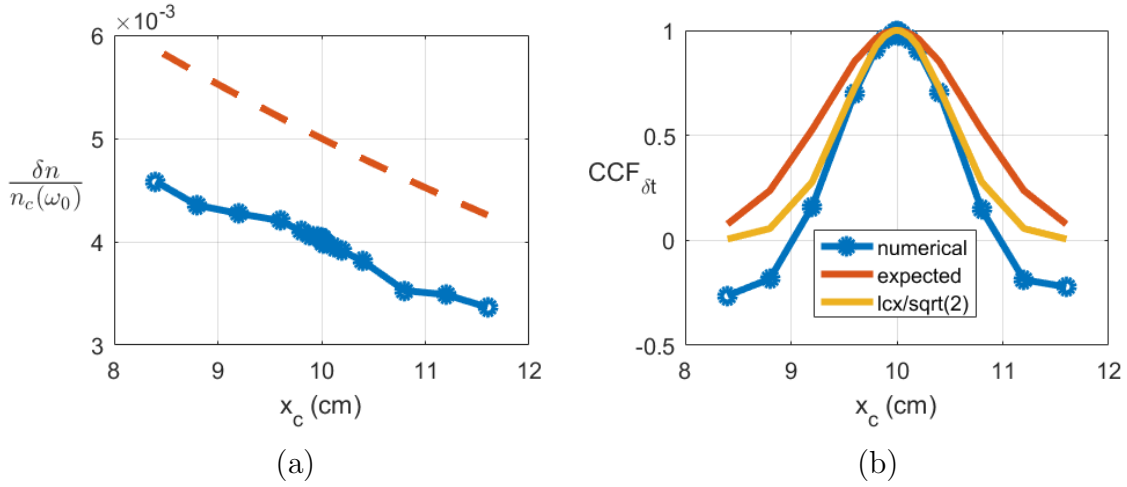 ×10⁻³
6
5
4
3
δn
n_c(ω₀)
8 9 10 11 12
x_c (cm)
(a)
1
0.5
0
-0.5
CCF_δt
numerical
expected
lcx/sqrt(2)
8 9 10 11 12
x_c (cm)
(b)